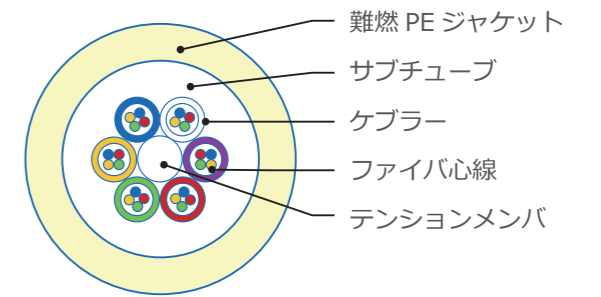 難燃 PE ジャケット
サブチューブ
ケブラー
ファイバ心線
テンションメンバ